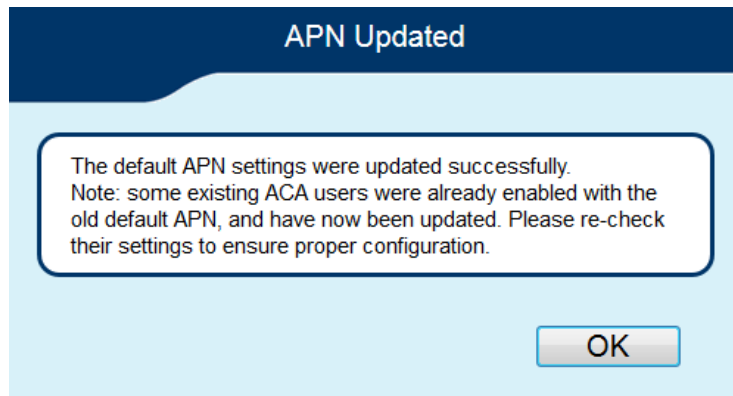 APN Updated
The default APN settings were updated successfully.
Note: some existing ACA users were already enabled with the
old default APN, and have now been updated. Please re-check
their settings to ensure proper configuration.
OK